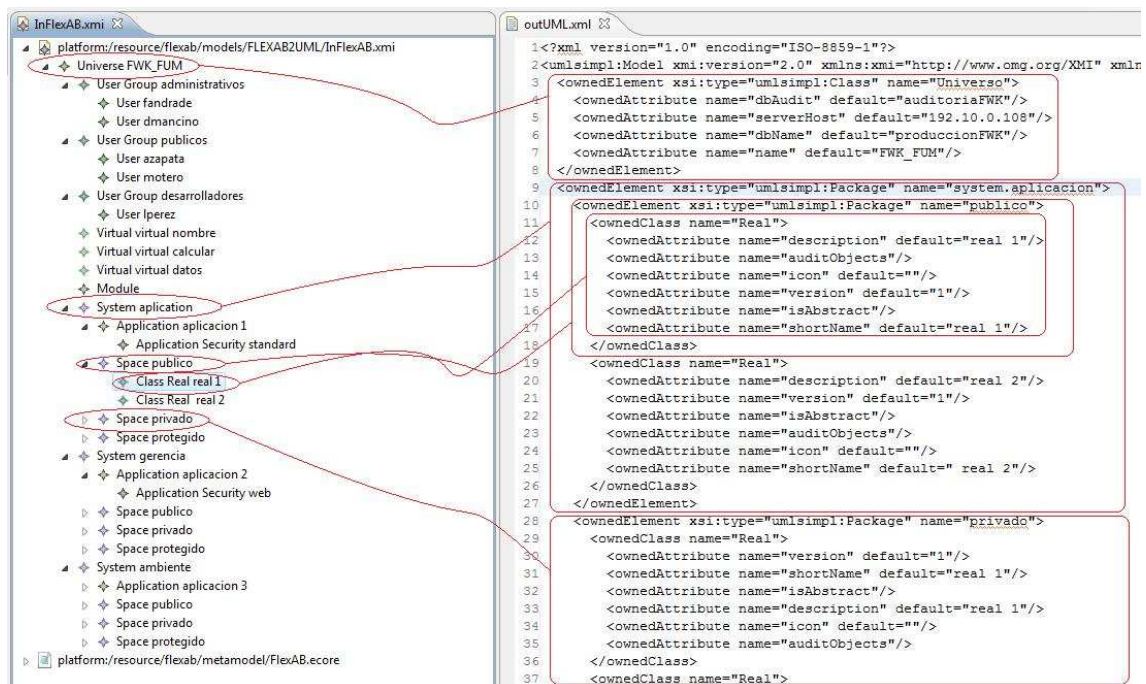 InFlexAB.xmi
platform:/resource/flexab/models/FLEXAB2UML/InFlexAB.xmi
Universe FWK_FUM
User Group administrativos
User fandrade
User dmancino
User Group publicos
User azapata
User motero
User Group desarrolladores
User lperez
Virtual virtual nombre
Virtual virtual calcular
Virtual virtual datos
Module
System aplication
Application aplicacion 1
Application Security standard
Space publico
Class Real real 1
Class Real real 2
Space privado
Space protegido
System gerencia
Application aplicacion 2
Application Security web
Space publico
Space privado
Space protegido
System ambiente
Application aplicacion 3
Space publico
Space privado
Space protegido
platform:/resource/flexab/metamodel/FlexAB.ecore
outUML.xml
1 <?xml version="1.0" encoding="ISO-8859-1"?>
2 <umlsimpl:Model xmi:version="2.0" xmlns:xmi="http://www.omg.org/XMI" xmln
3 <ownedElement xsi:type="umlsimpl:Class" name="Universo">
4 <ownedAttribute name="dbAudit" default="auditoriaFWK"/>
5 <ownedAttribute name="serverHost" default="192.10.0.108"/>
6 <ownedAttribute name="dbName" default="produccionFWK"/>
7 <ownedAttribute name="name" default="FWK_FUM"/>
8 </ownedElement>
9 <ownedElement xsi:type="umlsimpl:Package" name="system.aplicacion">
10 <ownedElement xsi:type="umlsimpl:Package" name="publico">
11 <ownedClass name="Real">
12 <ownedAttribute name="description" default="real 1"/>
13 <ownedAttribute name="auditObjects"/>
14 <ownedAttribute name="icon" default=""/>
15 <ownedAttribute name="version" default="1"/>
16 <ownedAttribute name="isAbstract"/>
17 <ownedAttribute name="shortName" default="real 1"/>
18 </ownedClass>
19 <ownedClass name="Real">
20 <ownedAttribute name="description" default="real 2"/>
21 <ownedAttribute name="version" default="1"/>
22 <ownedAttribute name="isAbstract"/>
23 <ownedAttribute name="auditObjects"/>
24 <ownedAttribute name="icon" default=""/>
25 <ownedAttribute name="shortName" default=" real 2"/>
26 </ownedClass>
27 </ownedElement>
28 <ownedElement xsi:type="umlsimpl:Package" name="privado">
29 <ownedClass name="Real">
30 <ownedAttribute name="version" default="1"/>
31 <ownedAttribute name="shortName" default="real 1"/>
32 <ownedAttribute name="isAbstract"/>
33 <ownedAttribute name="description" default="real 1"/>
34 <ownedAttribute name="icon" default=""/>
35 <ownedAttribute name="auditObjects"/>
36 </ownedClass>
37 <ownedClass name="Real">